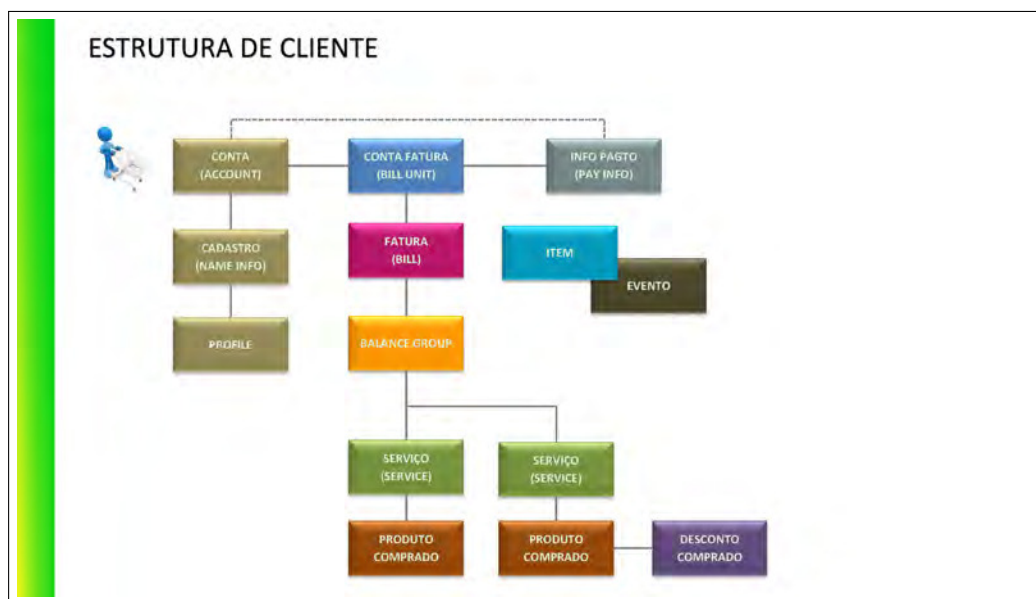 ESTRUTURA DE CLIENTE
CONTA
(ACCOUNT)
CONTA FATURA
(BILL UNIT)
INFO PAGTO
(PAY INFO)
CADASTRO
(NAME INFO)
FATURA
(BILL)
ITEM
EVENTO
PROFILE
BALANCE GROUP
SERVIÇO
(SERVICE)
SERVIÇO
(SERVICE)
PRODUTO
COMPRADO
PRODUTO
COMPRADO
DESCONTO
COMPRADO